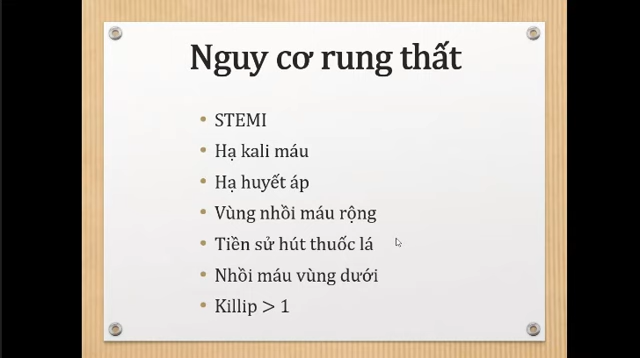 Nguy cơ rung thất
• STEMI
• Hạ kali máu
• Hạ huyết áp
• Vùng nhồi máu rộng
• Tiền sử hút thuốc lá
• Nhồi máu vùng dưới
• Killip > 1